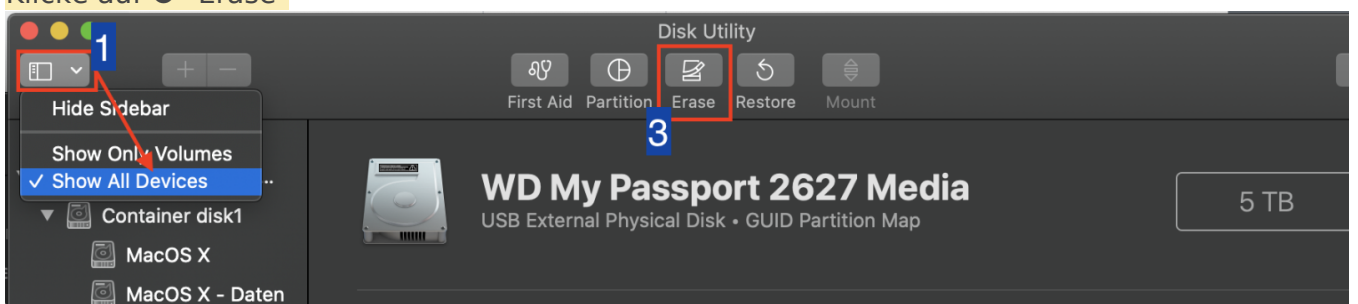 Klicke auf 3 "Erase"
Disk Utility
1
First Aid Partition Erase Restore Mount
3
Hide Sidebar
Show Only Volumes
✓ Show All Devices ..
Container disk1
MacOS X
MacOS X - Daten
WD My Passport 2627 Media
USB External Physical Disk • GUID Partition Map
5 TB